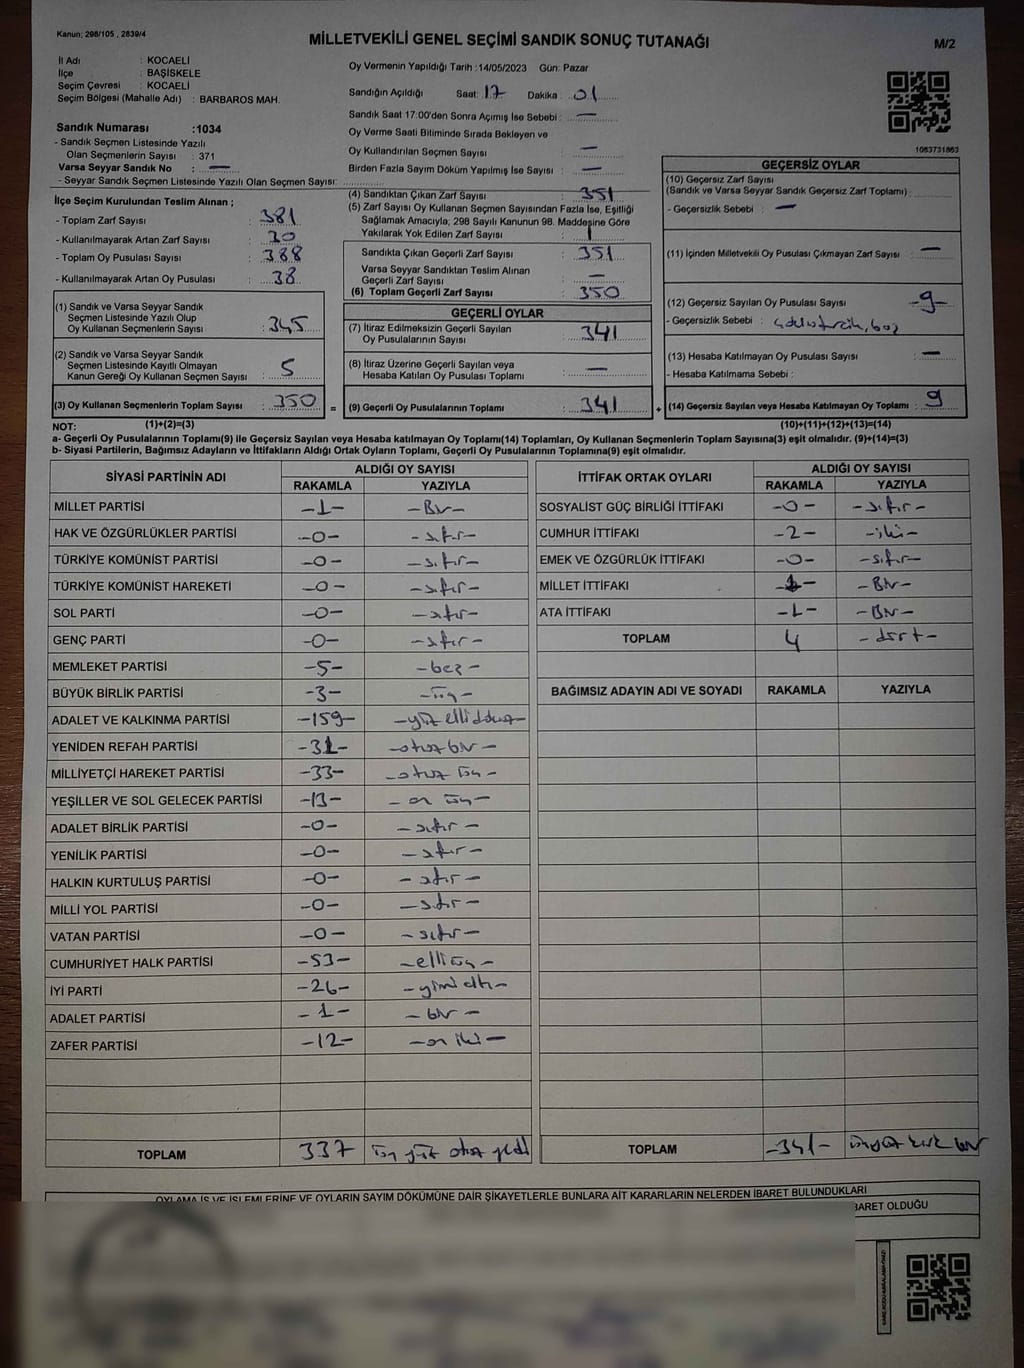 Kanun; 298/105 , 2839/4
MİLLETVEKİLİ GENEL SEÇİMİ SANDIK SONUÇ TUTANAĞI
M/2
İl Adı : KOCAELİ
İlçe : BAŞİSKELE
Seçim Çevresi : KOCAELİ
Seçim Bölgesi (Mahalle Adı) : BARBAROS MAH.
Sandık Numarası :1034
- Sandık Seçmen Listesinde Yazılı
Olan Seçmenlerin Sayısı : 371
Varsa Seyyar Sandık No : —
- Seyyar Sandık Seçmen Listesinde Yazılı Olan Seçmen Sayısı:
Oy Vermenin Yapıldığı Tarih :14/05/2023 Gün: Pazar
Sandığın Açıldığı Saat: 17 Dakika : 01
Sandık Saat 17:00'den Sonra Açımış İse Sebebi : —
Oy Verme Saati Bitiminde Sırada Bekleyen ve
Oy Kullandırılan Seçmen Sayısı : —
Birden Fazla Sayım Döküm Yapılmış İse Sayısı : —
1063731863
İlçe Seçim Kurulundan Teslim Alınan ;
- Toplam Zarf Sayısı : 381
- Kullanılmayarak Artan Zarf Sayısı : 30
- Toplam Oy Pusulası Sayısı : 388
- Kullanılmayarak Artan Oy Pusulası : 38
(1) Sandık ve Varsa Seyyar Sandık
Seçmen Listesinde Yazılı Olup
Oy Kullanan Seçmenlerin Sayısı : 345
(2) Sandık ve Varsa Seyyar Sandık
Seçmen Listesinde Kayıtlı Olmayan
Kanun Gereği Oy Kullanan Seçmen Sayısı : 5
(3) Oy Kullanan Seçmenlerin Toplam Sayısı : 350 =
(1)+(2)=(3)
(4) Sandıktan Çıkan Zarf Sayısı : 351
(5) Zarf Sayısı Oy Kullanan Seçmen Sayısından Fazla İse, Eşitliği
Sağlamak Amacıyla; 298 Sayılı Kanunun 98. Maddesine Göre
Yakılarak Yok Edilen Zarf Sayısı : 1
Sandıkta Çıkan Geçerli Zarf Sayısı : 351
Varsa Seyyar Sandıktan Teslim Alınan
Geçerli Zarf Sayısı : —
(6) Toplam Geçerli Zarf Sayısı : 350
GEÇERLİ OYLAR
(7) İtiraz Edilmeksizin Geçerli Sayılan
Oy Pusulalarının Sayısı : 341
(8) İtiraz Üzerine Geçerli Sayılan veya
Hesaba Katılan Oy Pusulası Toplamı : —
(9) Geçerli Oy Pusulalarının Toplamı : 341 +
GEÇERSİZ OYLAR
(10) Geçersiz Zarf Sayısı
(Sandık ve Varsa Seyyar Sandık Geçersiz Zarf Toplamı) :
- Geçersizlik Sebebi : —
(11) İçinden Milletvekili Oy Pusulası Çıkmayan Zarf Sayısı : —
(12) Geçersiz Sayılan Oy Pusulası Sayısı : -9-
- Geçersizlik Sebebi : boş
(13) Hesaba Katılmayan Oy Pusulası Sayısı : —
- Hesaba Katılmama Sebebi :
(14) Geçersiz Sayılan veya Hesaba Katılmayan Oy Toplamı : 9
(10)+(11)+(12)+(13)=(14)
NOT:
a- Geçerli Oy Pusulalarının Toplamı(9) ile Geçersiz Sayılan veya Hesaba katılmayan Oy Toplamı(14) Toplamları, Oy Kullanan Seçmenlerin Toplam Sayısına(3) eşit olmalıdır. (9)+(14)=(3)
b- Siyasi Partilerin, Bağımsız Adayların ve İttifakların Aldığı Ortak Oyların Toplamı, Geçerli Oy Pusulalarının Toplamına(9) eşit olmalıdır.
SİYASİ PARTİNİN ADI ALDIĞI OY SAYISI
RAKAMLA YAZIYLA
MİLLET PARTİSİ -1- -Bir-
HAK VE ÖZGÜRLÜKLER PARTİSİ -0- -sıfır-
TÜRKİYE KOMÜNİST PARTİSİ -0- -sıfır-
TÜRKİYE KOMÜNİST HAREKETİ -0- -sıfır-
SOL PARTİ -0- -sıfır-
GENÇ PARTİ -0- -sıfır-
MEMLEKET PARTİSİ -5- -beş-
BÜYÜK BİRLİK PARTİSİ -3- -üç-
ADALET VE KALKINMA PARTİSİ -159- -yüz elli dokuz-
YENİDEN REFAH PARTİSİ -31- -otuz bir-
MİLLİYETÇİ HAREKET PARTİSİ -33- -otuz üç-
YEŞİLLER VE SOL GELECEK PARTİSİ -13- -on üç-
ADALET BİRLİK PARTİSİ -0- -sıfır-
YENİLİK PARTİSİ -0- -sıfır-
HALKIN KURTULUŞ PARTİSİ -0- -sıfır-
MİLLİ YOL PARTİSİ -0- -sıfır-
VATAN PARTİSİ -0- -sıfır-
CUMHURİYET HALK PARTİSİ -53- -elli üç-
İYİ PARTİ -26- -yirmi altı-
ADALET PARTİSİ -1- -bir-
ZAFER PARTİSİ -12- -on iki-
TOPLAM 337 üç yüz otuz yedi
İTTİFAK ORTAK OYLARI ALDIĞI OY SAYISI
RAKAMLA YAZIYLA
SOSYALİST GÜÇ BİRLİĞİ İTTİFAKI -0- -sıfır-
CUMHUR İTTİFAKI -2- -iki-
EMEK VE ÖZGÜRLÜK İTTİFAKI -0- -sıfır-
MİLLET İTTİFAKI -1- -Bir-
ATA İTTİFAKI -1- -Bir-
TOPLAM 4 -dört-
BAĞIMSIZ ADAYIN ADI VE SOYADI RAKAMLA YAZIYLA
TOPLAM -341- üçyüz kırk bir
OYLAMA İŞ VE İŞLEMLERİNE VE OYLARIN SAYIM DÖKÜMÜNE DAİR ŞİKAYETLERLE BUNLARA AİT KARARLARIN NELERDEN İBARET BULUNDUKLARI
BARET OLDUĞU